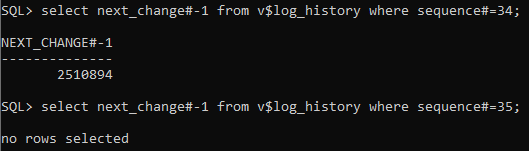 SQL> select next_change#-1 from v$log_history where sequence#=34;
NEXT_CHANGE#-1
--------------
2510894
SQL> select next_change#-1 from v$log_history where sequence#=35;
no rows selected